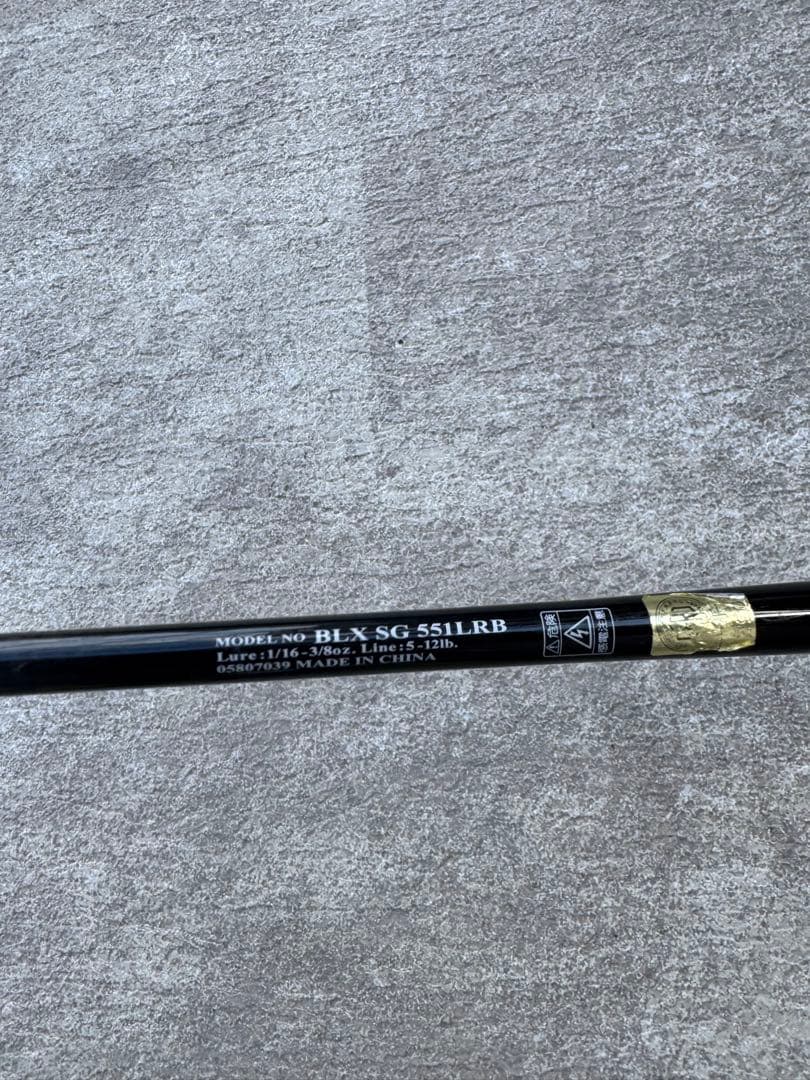 MODEL NO BLX SG 551LRB
Lure:1/16-3/8oz. Line:5-12lb.
05807039 MADE IN CHINA
危険
感電注意